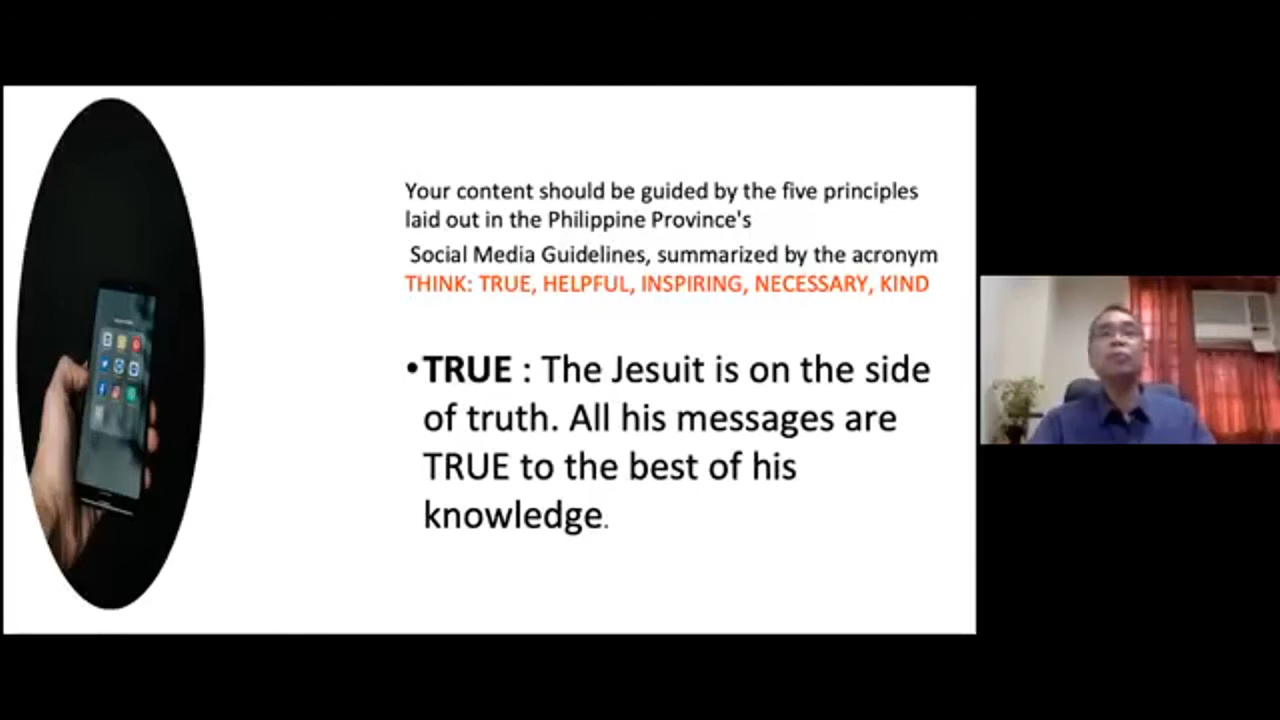 Your content should be guided by the five principles
laid out in the Philippine Province's
Social Media Guidelines, summarized by the acronym
THINK: TRUE, HELPFUL, INSPIRING, NECESSARY, KIND
•TRUE : The Jesuit is on the side
of truth. All his messages are
TRUE to the best of his
knowledge.